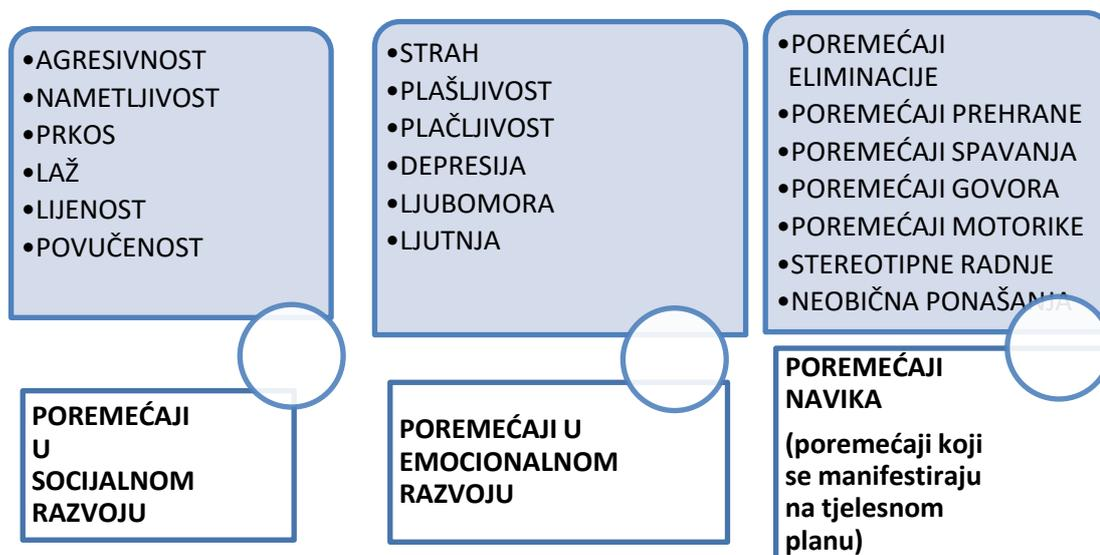 •AGRESIVNOST
•NAMETLJIVOST
•PRKOS
•LAŽ
•LIJENOST
•POVUČENOST
POREMEĆAJI
U
SOCIJALNOM
RAZVOJU
•STRAH
•PLAŠLJIVOST
•PLAČLJIVOST
•DEPRESIJA
•LJUBOMORA
•LJUTNJA
POREMEĆAJI U
EMOCIONALNOM
RAZVOJU
•POREMEĆAJI
ELIMINACIJE
•POREMEĆAJI PREHRANE
•POREMEĆAJI SPAVANJA
•POREMEĆAJI GOVORA
•POREMEĆAJI MOTORIKE
•STEREOTIPNE RADNJE
•NEOBIČNA PONAŠANJA
POREMEĆAJI
NAVIKA
(poremećaji koji
se manifestiraju
na tjelesnom
planu)